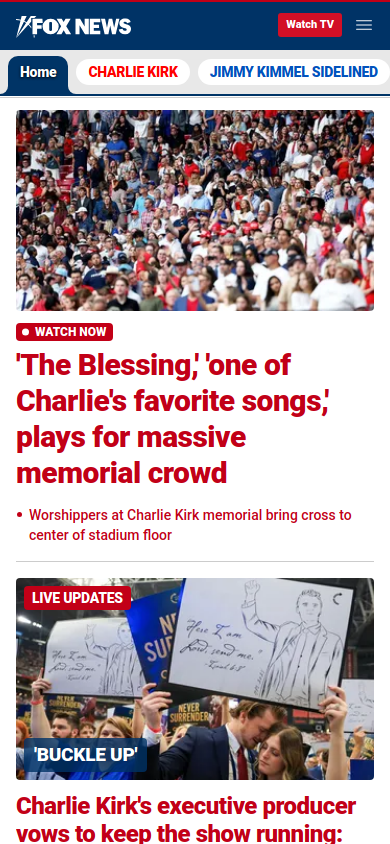 FOX NEWS
Watch TV
Home
CHARLIE KIRK
JIMMY KIMMEL SIDELINED
WATCH NOW
'The Blessing,' 'one of
Charlie's favorite songs,'
plays for massive
memorial crowd
• Worshippers at Charlie Kirk memorial bring cross to
center of stadium floor
LIVE UPDATES
Here I am
Lord. send me."
NEVER
SURRENDER
Here I am
Lord, send me."
-Isaiah 6:8
NEVER
SURRENDER
'BUCKLE UP'
Charlie Kirk's executive producer
vows to keep the show running: